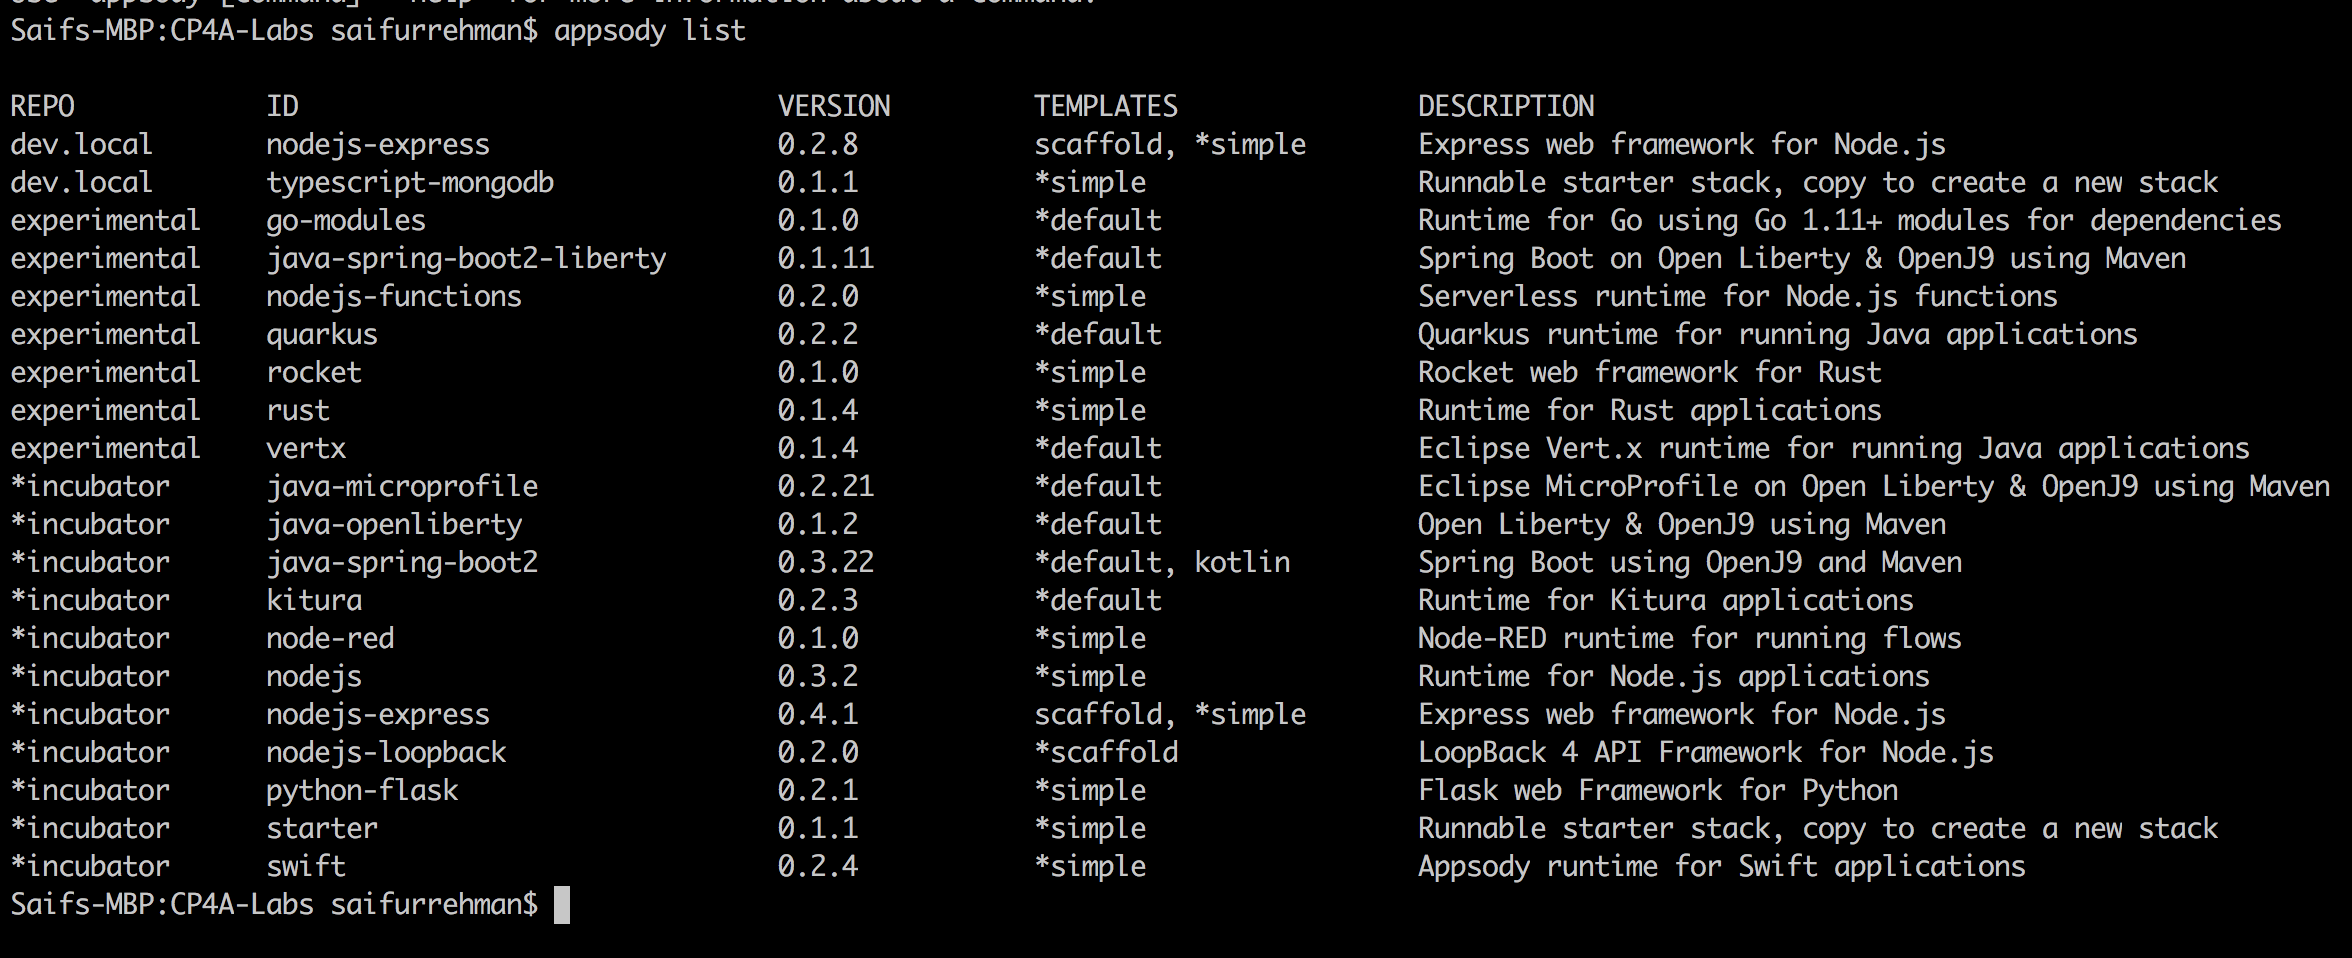 Use "appsody [command] --help" for more information about a command.
Saifs-MBP:CP4A-Labs saifurrehman$ appsody list
REPO ID VERSION TEMPLATES DESCRIPTION
dev.local nodejs-express 0.2.8 scaffold, *simple Express web framework for Node.js
dev.local typescript-mongodb 0.1.1 *simple Runnable starter stack, copy to create a new stack
experimental go-modules 0.1.0 *default Runtime for Go using Go 1.11+ modules for dependencies
experimental java-spring-boot2-liberty 0.1.11 *default Spring Boot on Open Liberty & OpenJ9 using Maven
experimental nodejs-functions 0.2.0 *simple Serverless runtime for Node.js functions
experimental quarkus 0.2.2 *default Quarkus runtime for running Java applications
experimental rocket 0.1.0 *simple Rocket web framework for Rust
experimental rust 0.1.4 *simple Runtime for Rust applications
experimental vertx 0.1.4 *default Eclipse Vert.x runtime for running Java applications
*incubator java-microprofile 0.2.21 *default Eclipse MicroProfile on Open Liberty & OpenJ9 using Maven
*incubator java-openliberty 0.1.2 *default Open Liberty & OpenJ9 using Maven
*incubator java-spring-boot2 0.3.22 *default, kotlin Spring Boot using OpenJ9 and Maven
*incubator kitura 0.2.3 *default Runtime for Kitura applications
*incubator node-red 0.1.0 *simple Node-RED runtime for running flows
*incubator nodejs 0.3.2 *simple Runtime for Node.js applications
*incubator nodejs-express 0.4.1 scaffold, *simple Express web framework for Node.js
*incubator nodejs-loopback 0.2.0 *scaffold LoopBack 4 API Framework for Node.js
*incubator python-flask 0.2.1 *simple Flask web Framework for Python
*incubator starter 0.1.1 *simple Runnable starter stack, copy to create a new stack
*incubator swift 0.2.4 *simple Appsody runtime for Swift applications
Saifs-MBP:CP4A-Labs saifurrehman$